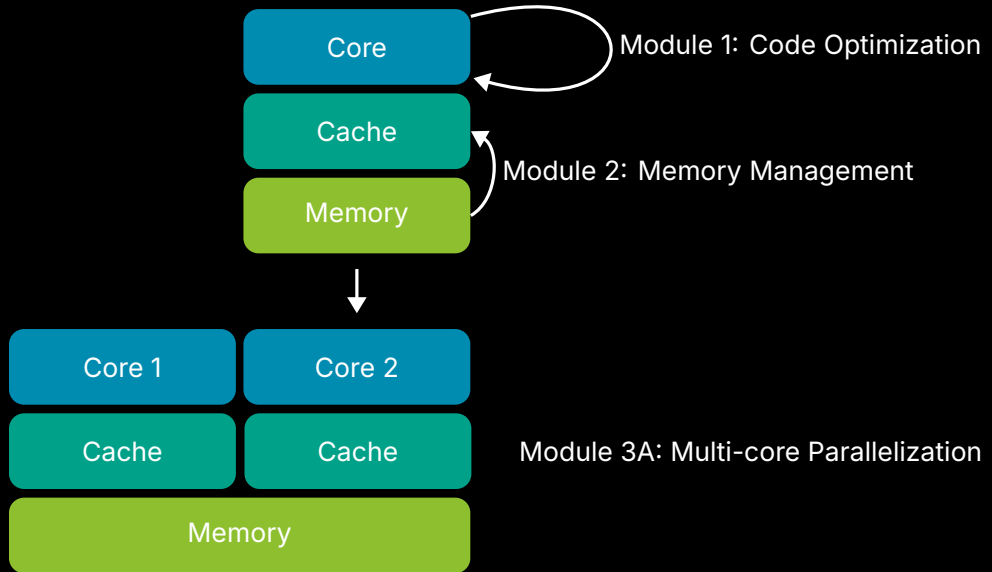 Core
Module 1: Code Optimization
Cache
Module 2: Memory Management
Memory
Core 1
Core 2
Cache
Cache
Module 3A: Multi-core Parallelization
Memory